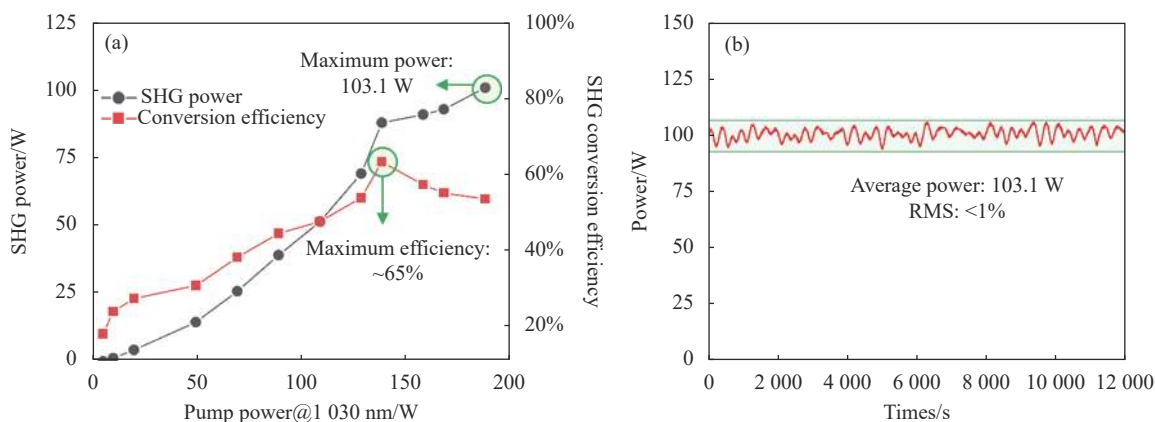 (a)
125
100
75
50
25
0
SHG power/W
0
50
100
150
200
Pump power@1 030 nm/W
100%
80%
60%
40%
20%
SHG conversion efficiency
SHG power
Conversion efficiency
Maximum power:
103.1 W
Maximum efficiency:
~65%
(b)
150
125
100
75
50
25
0
Power/W
0
2 000
4 000
6 000
8 000
10 000
12 000
Times/s
Average power: 103.1 W
RMS: <1%